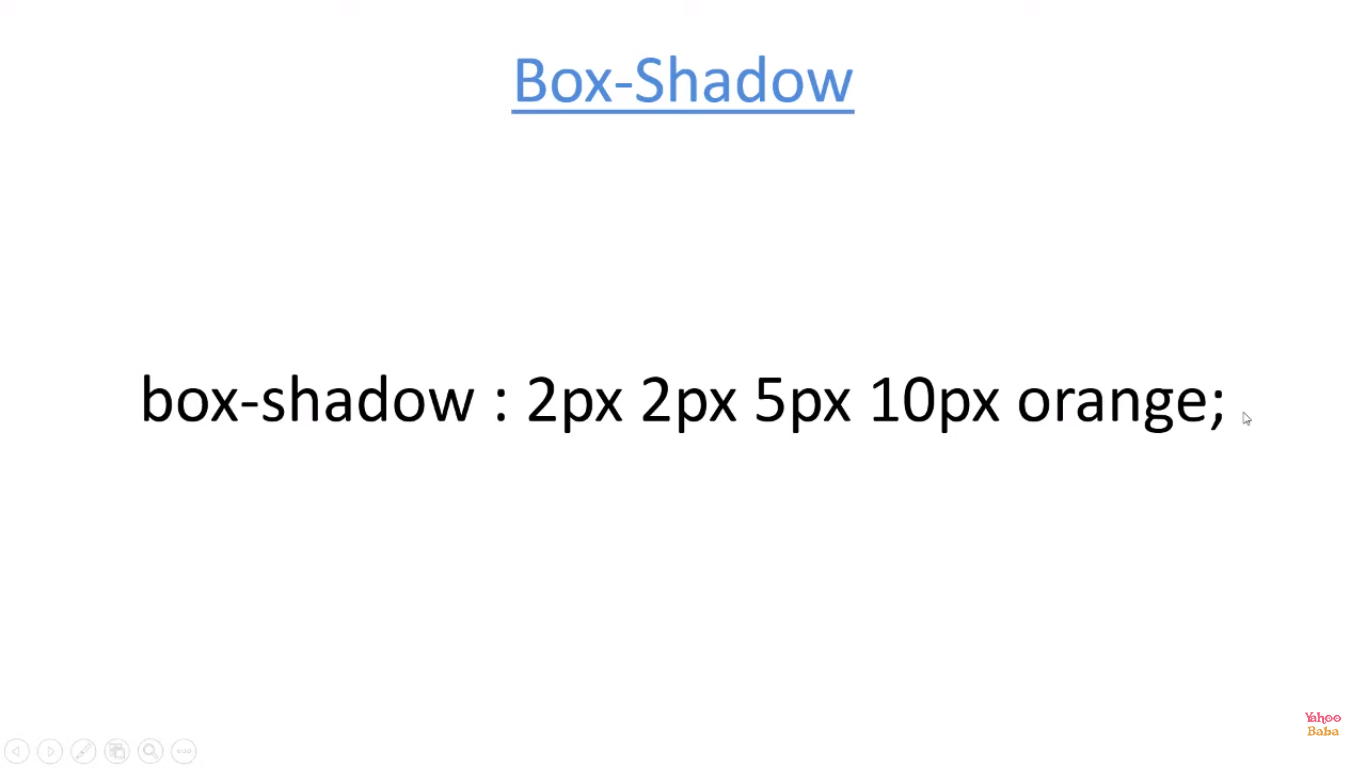 Box-Shadow
box-shadow : 2px 2px 5px 10px orange;
Yahoo
Baba